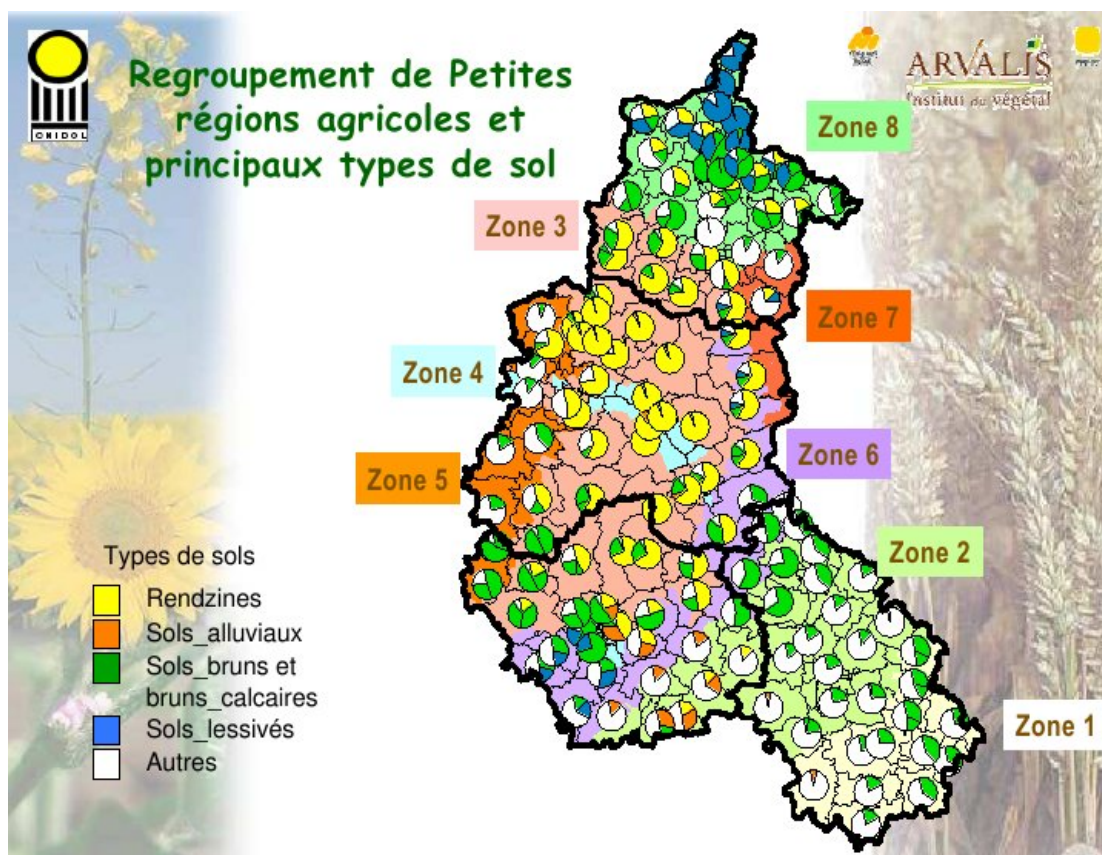 CNIDOL
Regroupement de Petites
régions agricoles et
principaux types de sol
ARVALIS
Institut du végétal
Zone 8
Zone 3
Zone 7
Zone 4
Zone 6
Zone 5
Zone 2
Zone 1
Types de sols
Rendzines
Sols_alluviaux
Sols_bruns et
bruns_calcaires
Sols_lessivés
Autres